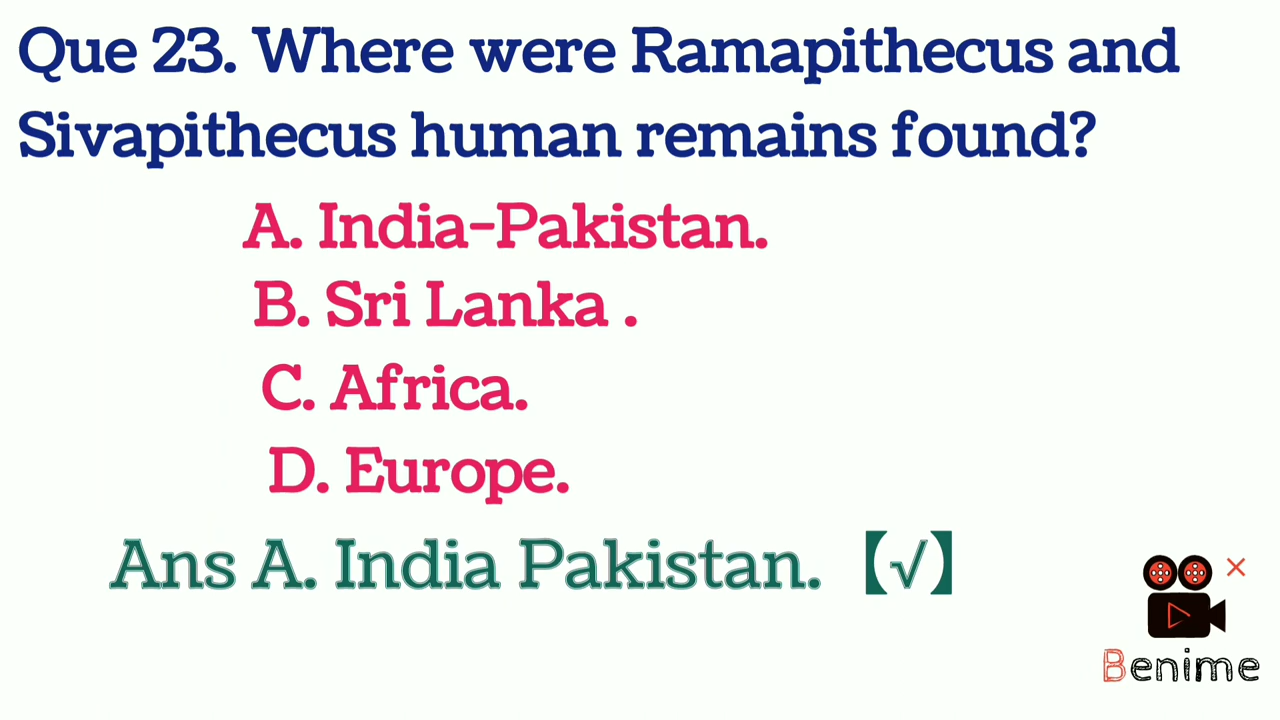 Que 23. Where were Ramapithecus and
Sivapithecus human remains found?
A. India-Pakistan.
B. Sri Lanka .
C. Africa.
D. Europe.
Ans A. India Pakistan. 【√】
Benime